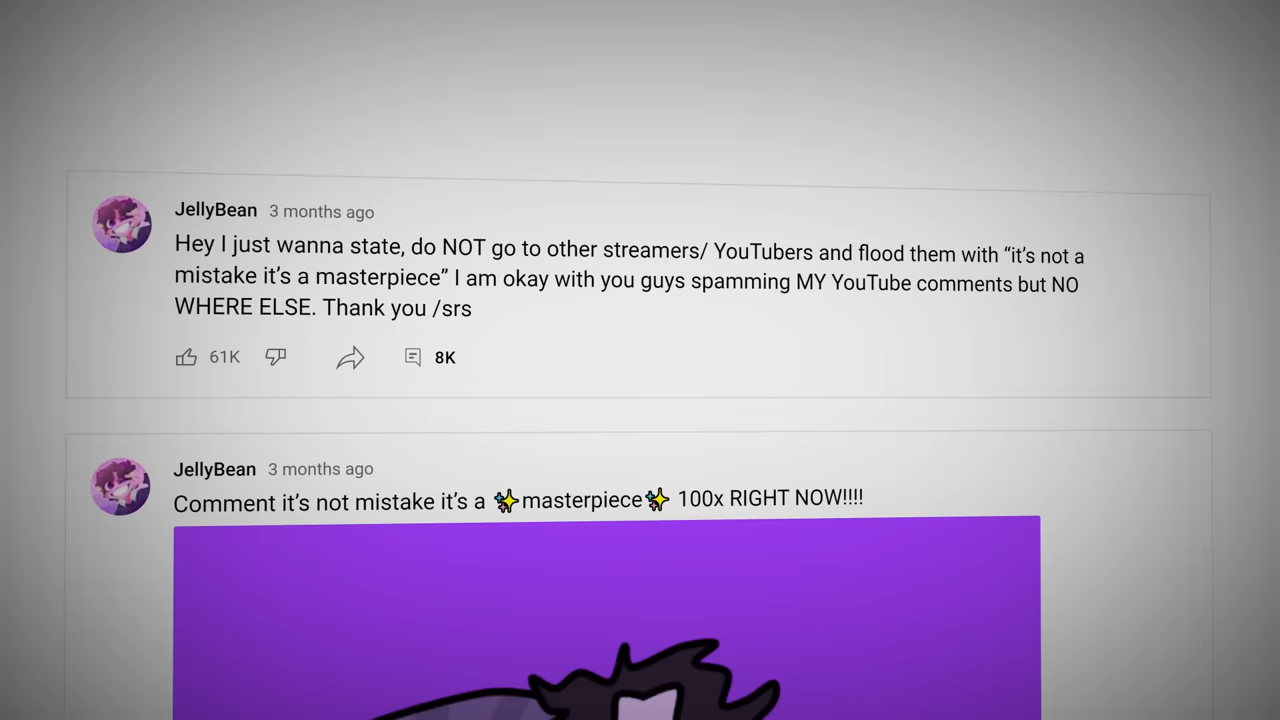 JellyBean 3 months ago
Hey I just wanna state, do NOT go to other streamers/ YouTubers and flood them with “it’s not a
mistake it’s a masterpiece” I am okay with you guys spamming MY YouTube comments but NO
WHERE ELSE. Thank you /srs
61K 8K
JellyBean 3 months ago
Comment it’s not mistake it’s a ✨masterpiece✨ 100x RIGHT NOW!!!!